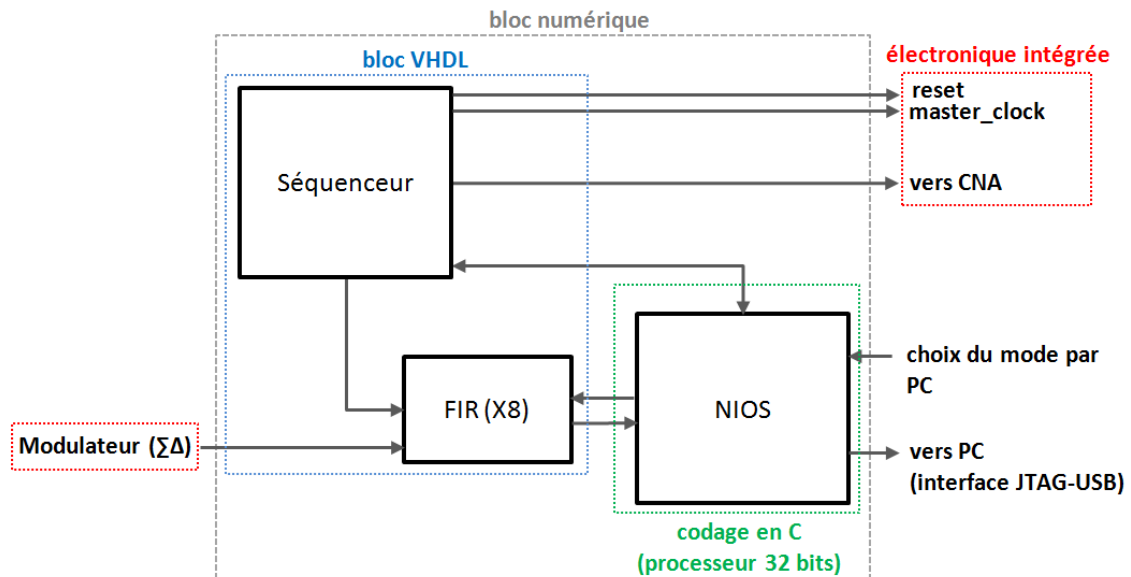 bloc numérique
bloc VHDL
électronique intégrée
reset
master_clock
Séquenceur
vers CNA
choix du mode par
PC
FIR (X8)
NIOS
Modulateur (∑Δ)
vers PC
(interface JTAG-USB)
codage en C
(processeur 32 bits)